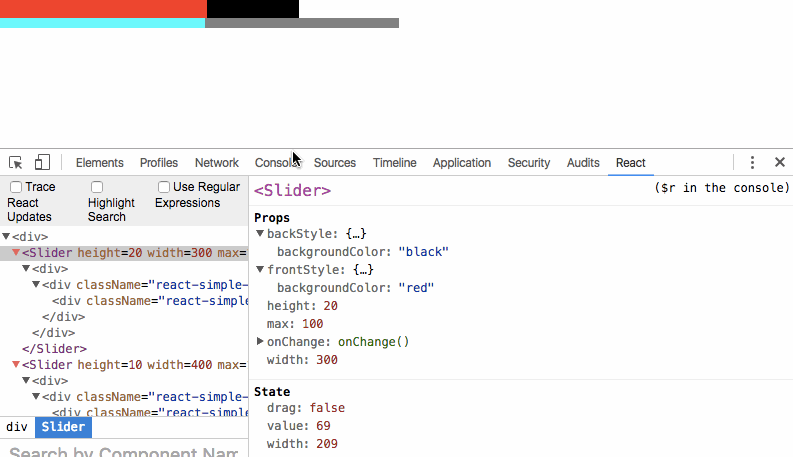 Elements Profiles Network Console Sources Timeline Application Security Audits React
Trace React Updates
Highlight Search
Use Regular Expressions
<div>
<Slider height=20 width=300 max=
<div>
<div className="react-simple-
<div className="react-simple
</div>
</div>
</Slider>
<Slider height=10 width=400 max=
<div>
<div className="react-simple-
<div className="react-simple
div Slider
Search by Component Nam
<Slider> ($r in the console)
Props
backStyle: {…}
backgroundColor: "black"
frontStyle: {…}
backgroundColor: "red"
height: 20
max: 100
onChange: onChange()
width: 300
State
drag: false
value: 69
width: 209